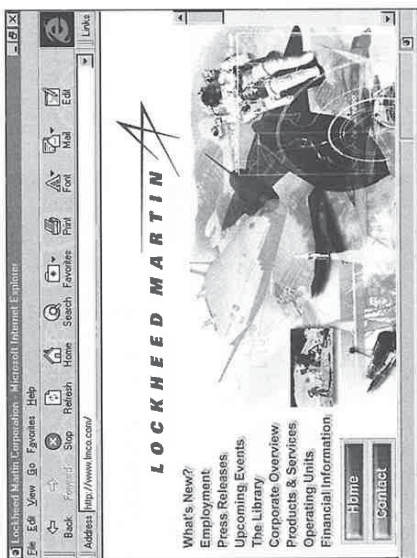 Lockheed Martin Corporation - Microsoft Internet Explorer
File Edit View Go Favorites Help
Back Forward Stop Refresh Home Search Favorites Print Font Mail Edit
Address http://www.lmco.com/ Links
LOCKHEED MARTIN
What's New?
Employment
Press Releases
Upcoming Events
The Library
Corporate Overview
Products & Services
Operating Units
Financial Information
Home
Contact